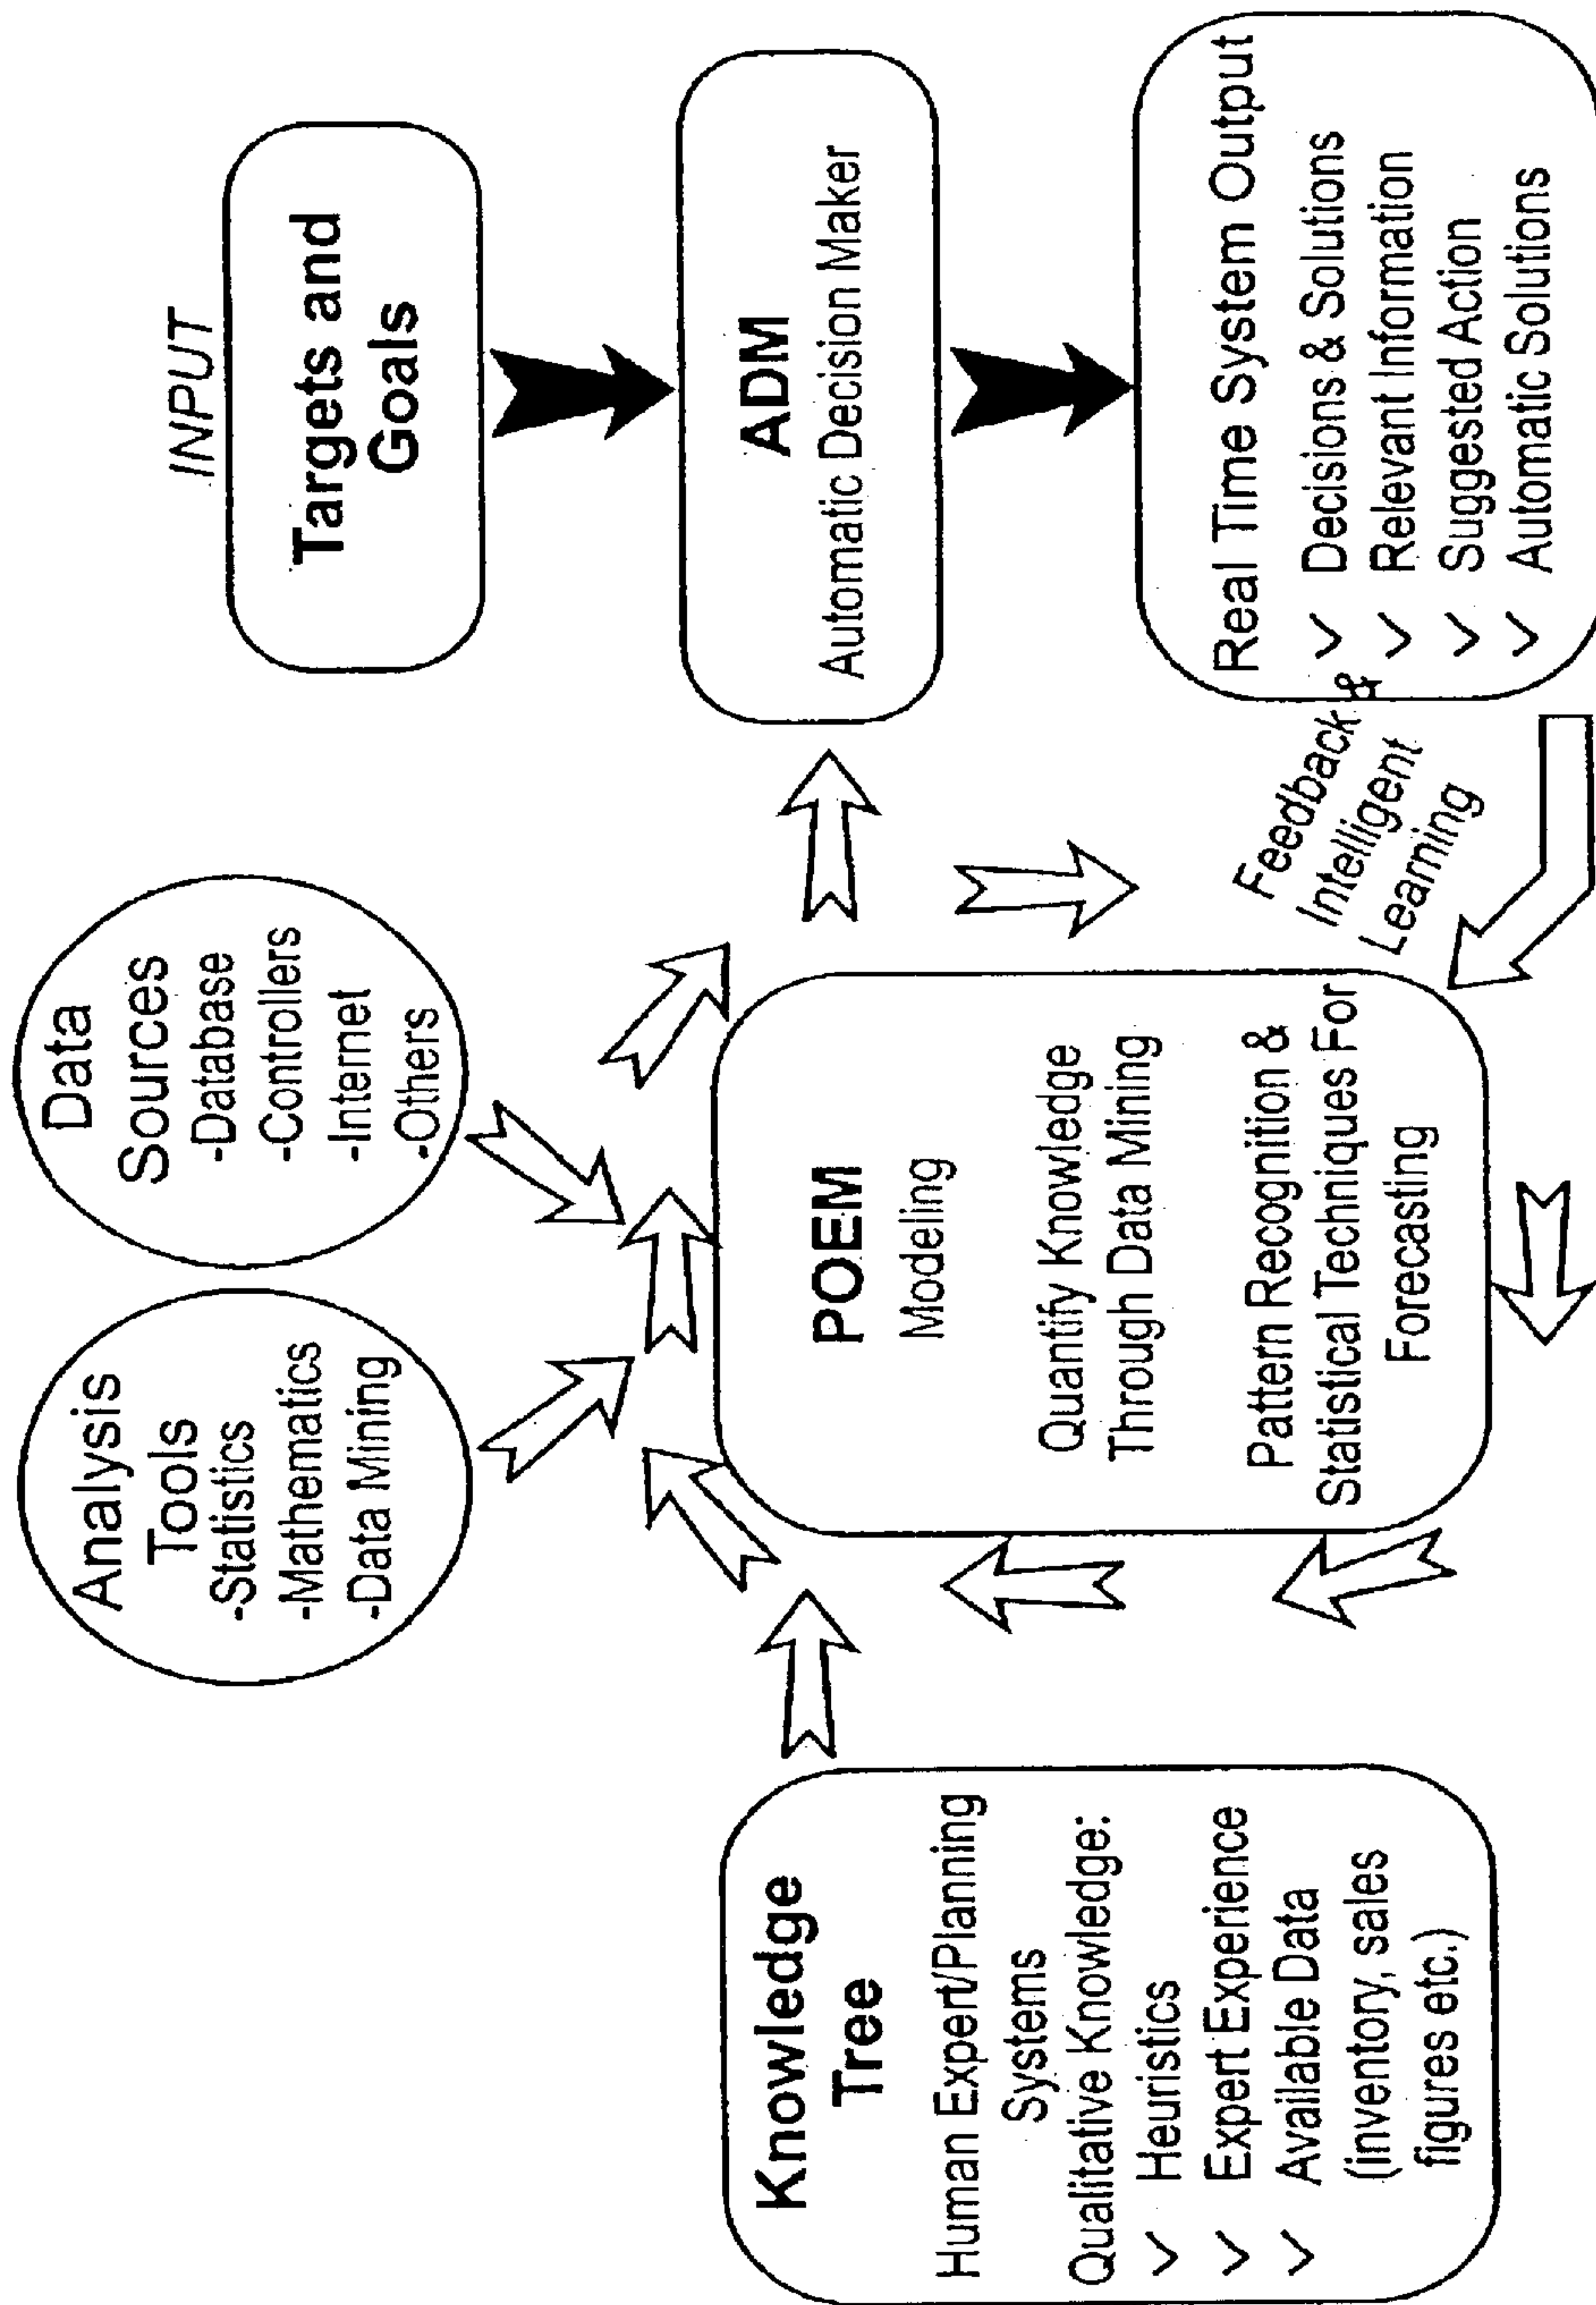 Knowledge
Tree
Human Expert/Planning
Systems
Qualitative Knowledge:
Heuristics
Expert Experience
Available Data
(inventory, sales
figures etc.)
Analysis
Tools
-Statistics
-Mathematics
-Data Mining
Data
Sources
-Database
-Controllers
-Internet
-Others
POEM
Modeling
Quantify Knowledge
Through Data Mining
Pattern Recognition &
Statistical Techniques For
Forecasting
INPUT
Targets and
Goals
ADM
Automatic Decision Maker
Real Time System Output
Decisions & Solutions
Relevant Information
Suggested Action
Automatic Solutions
Feedback &
Intelligent
Learning